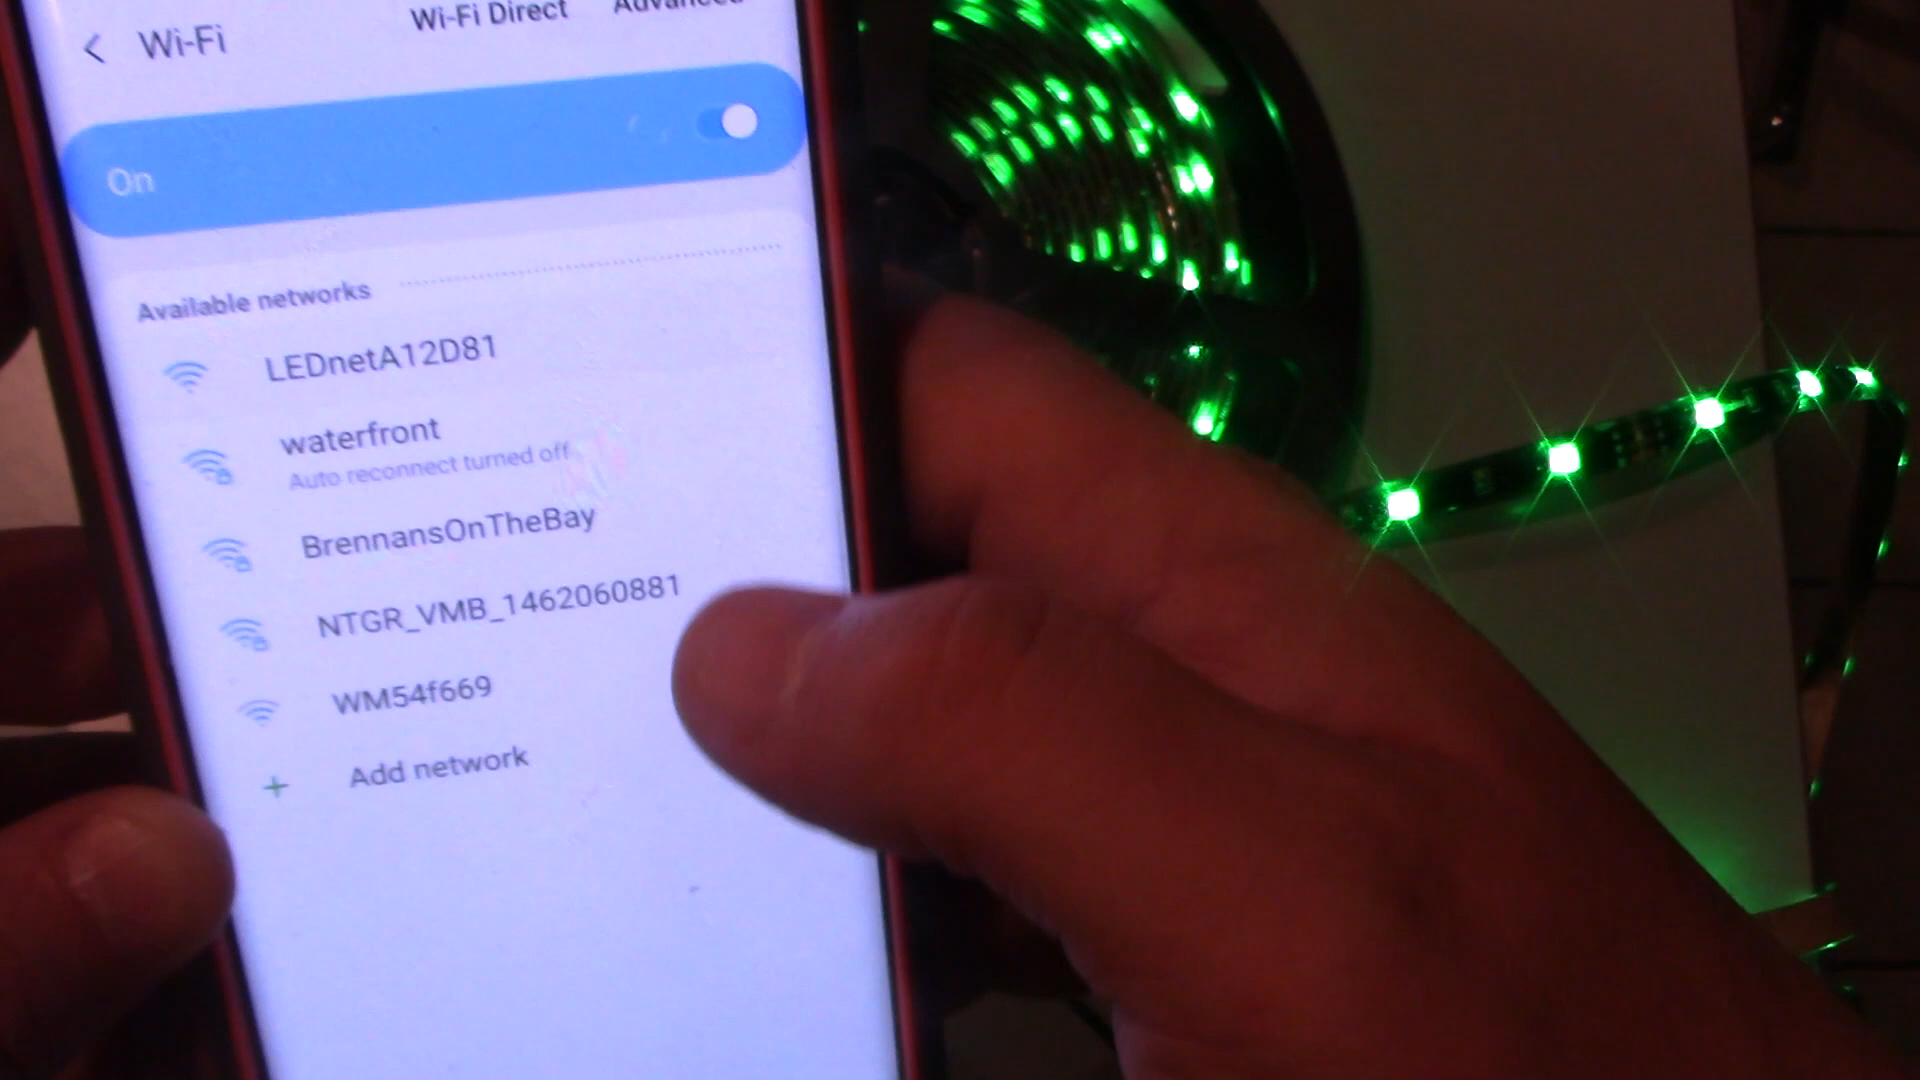 Wi-Fi Direct Advanced
Wi-Fi
On
Available networks
LEDnetA12D81
waterfront
Auto reconnect turned off
BrennansOnTheBay
NTGR_VMB_1462060881
WM54f669
Add network